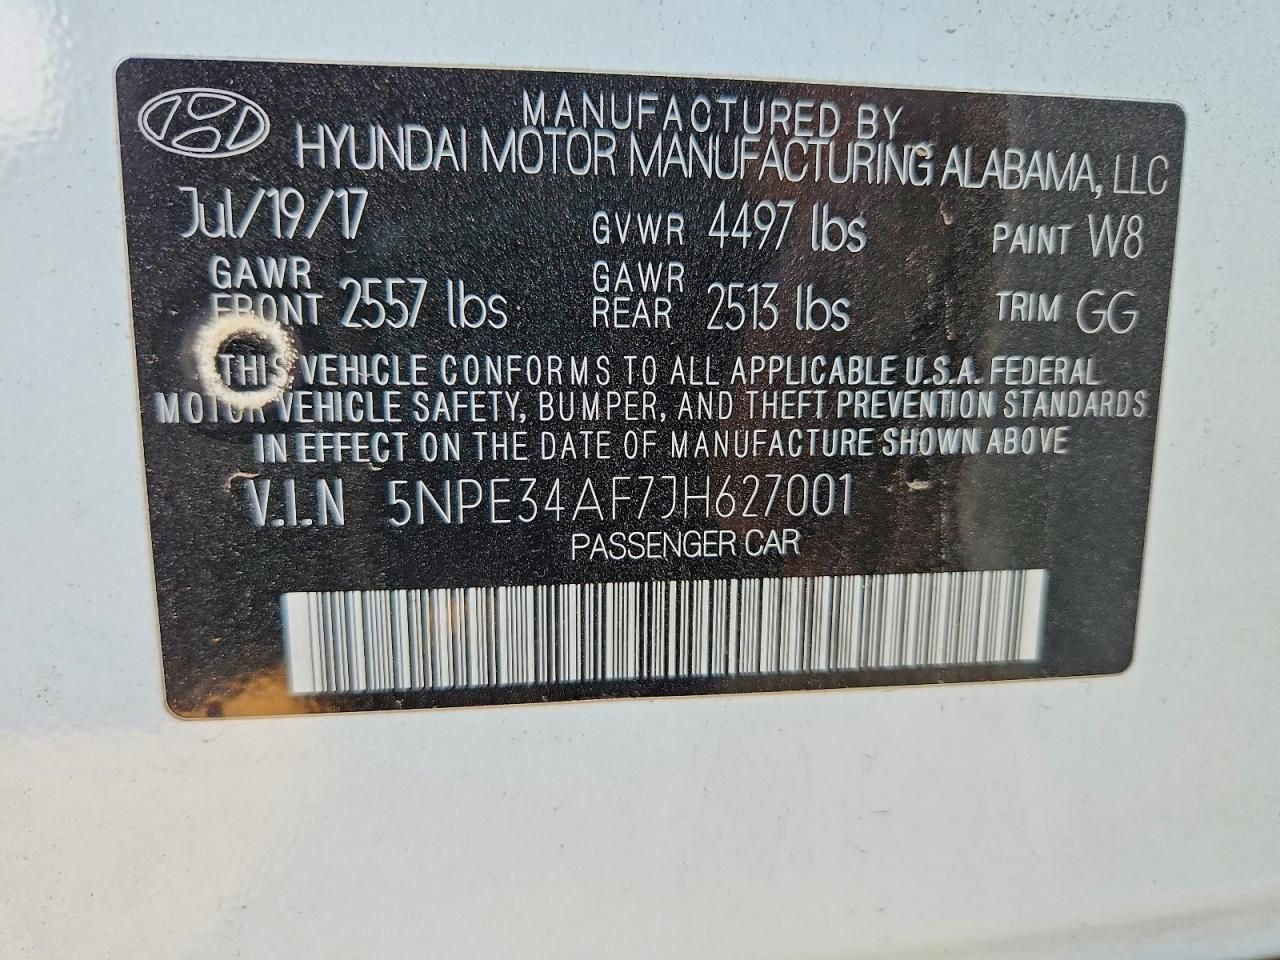 MANUFACTURED BY
HYUNDAI MOTOR MANUFACTURING ALABAMA, LLC
Jul/19/17 GVWR 4497 lbs PAINT W8
GAWR FRONT 2557 lbs GAWR REAR 2513 lbs TRIM GG
THIS VEHICLE CONFORMS TO ALL APPLICABLE U.S.A. FEDERAL
MOTOR VEHICLE SAFETY, BUMPER, AND THEFT PREVENTION STANDARDS
IN EFFECT ON THE DATE OF MANUFACTURE SHOWN ABOVE
V.I.N 5NPE34AF7JH627001
PASSENGER CAR